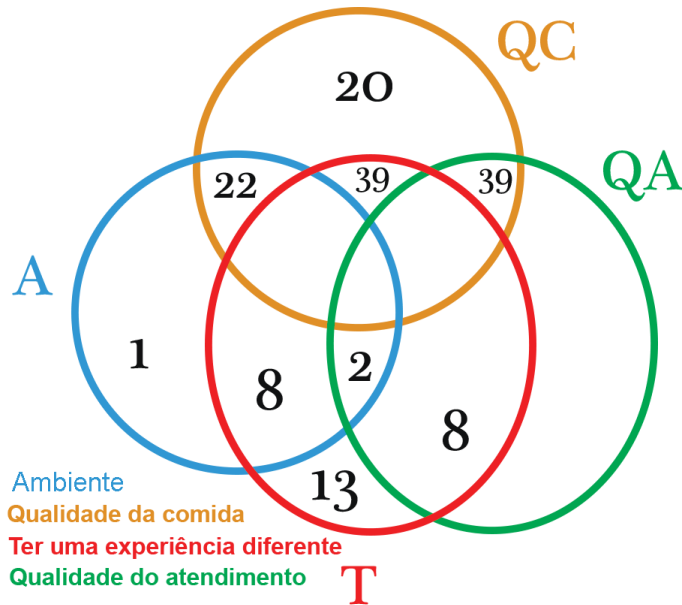 QC
20
QA
22
39
39
A
1
8
2
8
13
Ambiente
Qualidade da comida
Ter uma experiência diferente
Qualidade do atendimento
T